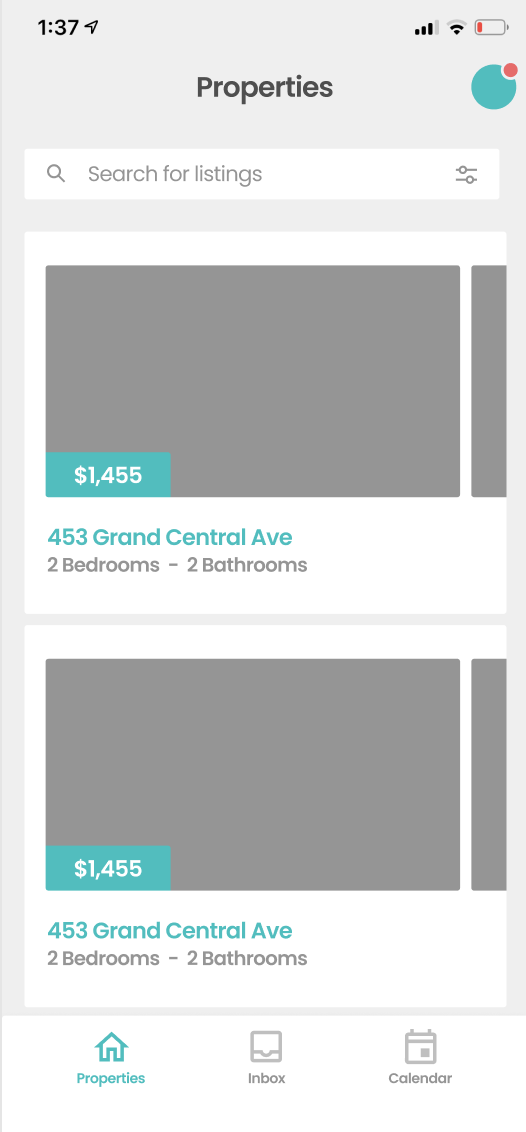 1:37
Properties
Search for listings
$1,455
453 Grand Central Ave
2 Bedrooms - 2 Bathrooms
$1,455
453 Grand Central Ave
2 Bedrooms - 2 Bathrooms
Properties Inbox Calendar